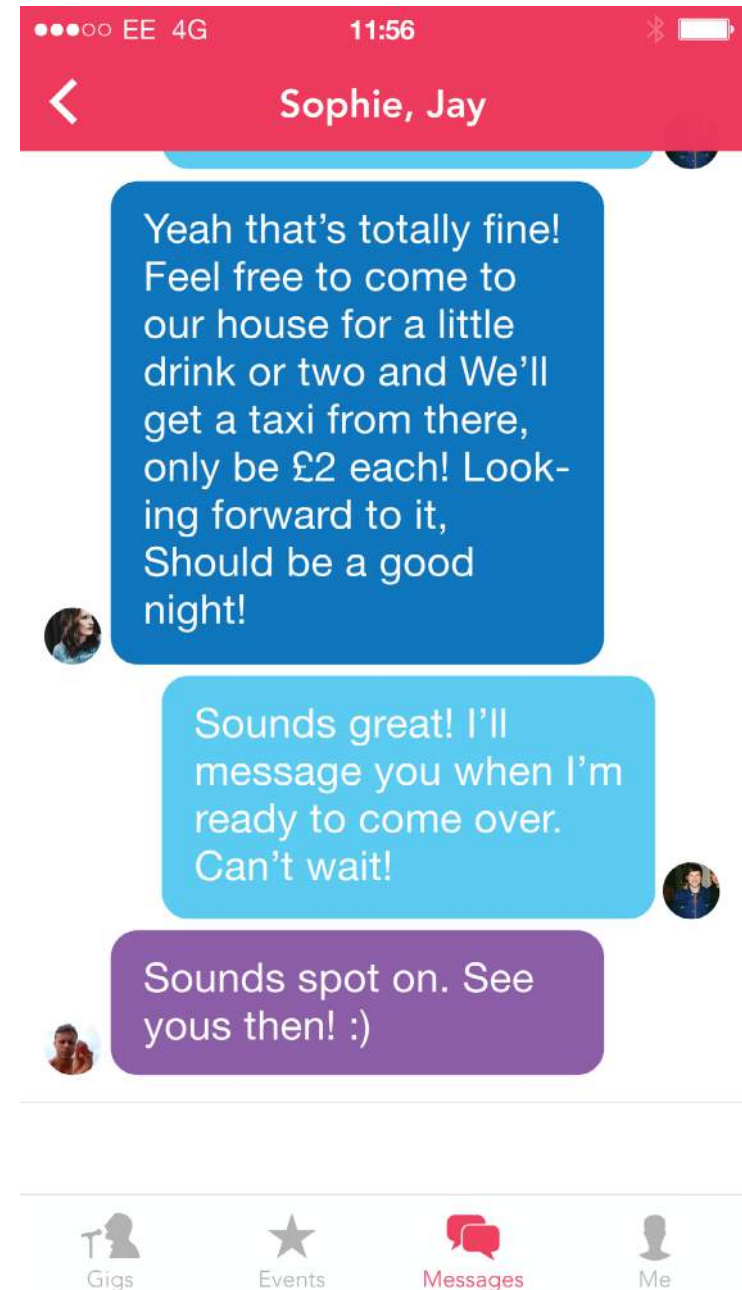 EE 4G 11:56
Sophie, Jay
Yeah that’s totally fine!
Feel free to come to
our house for a little
drink or two and We’ll
get a taxi from there,
only be £2 each! Look-
ing forward to it,
Should be a good
night!
Sounds great! I’ll
message you when I’m
ready to come over.
Can’t wait!
Sounds spot on. See
yous then! :)
Gigs Events Messages Me